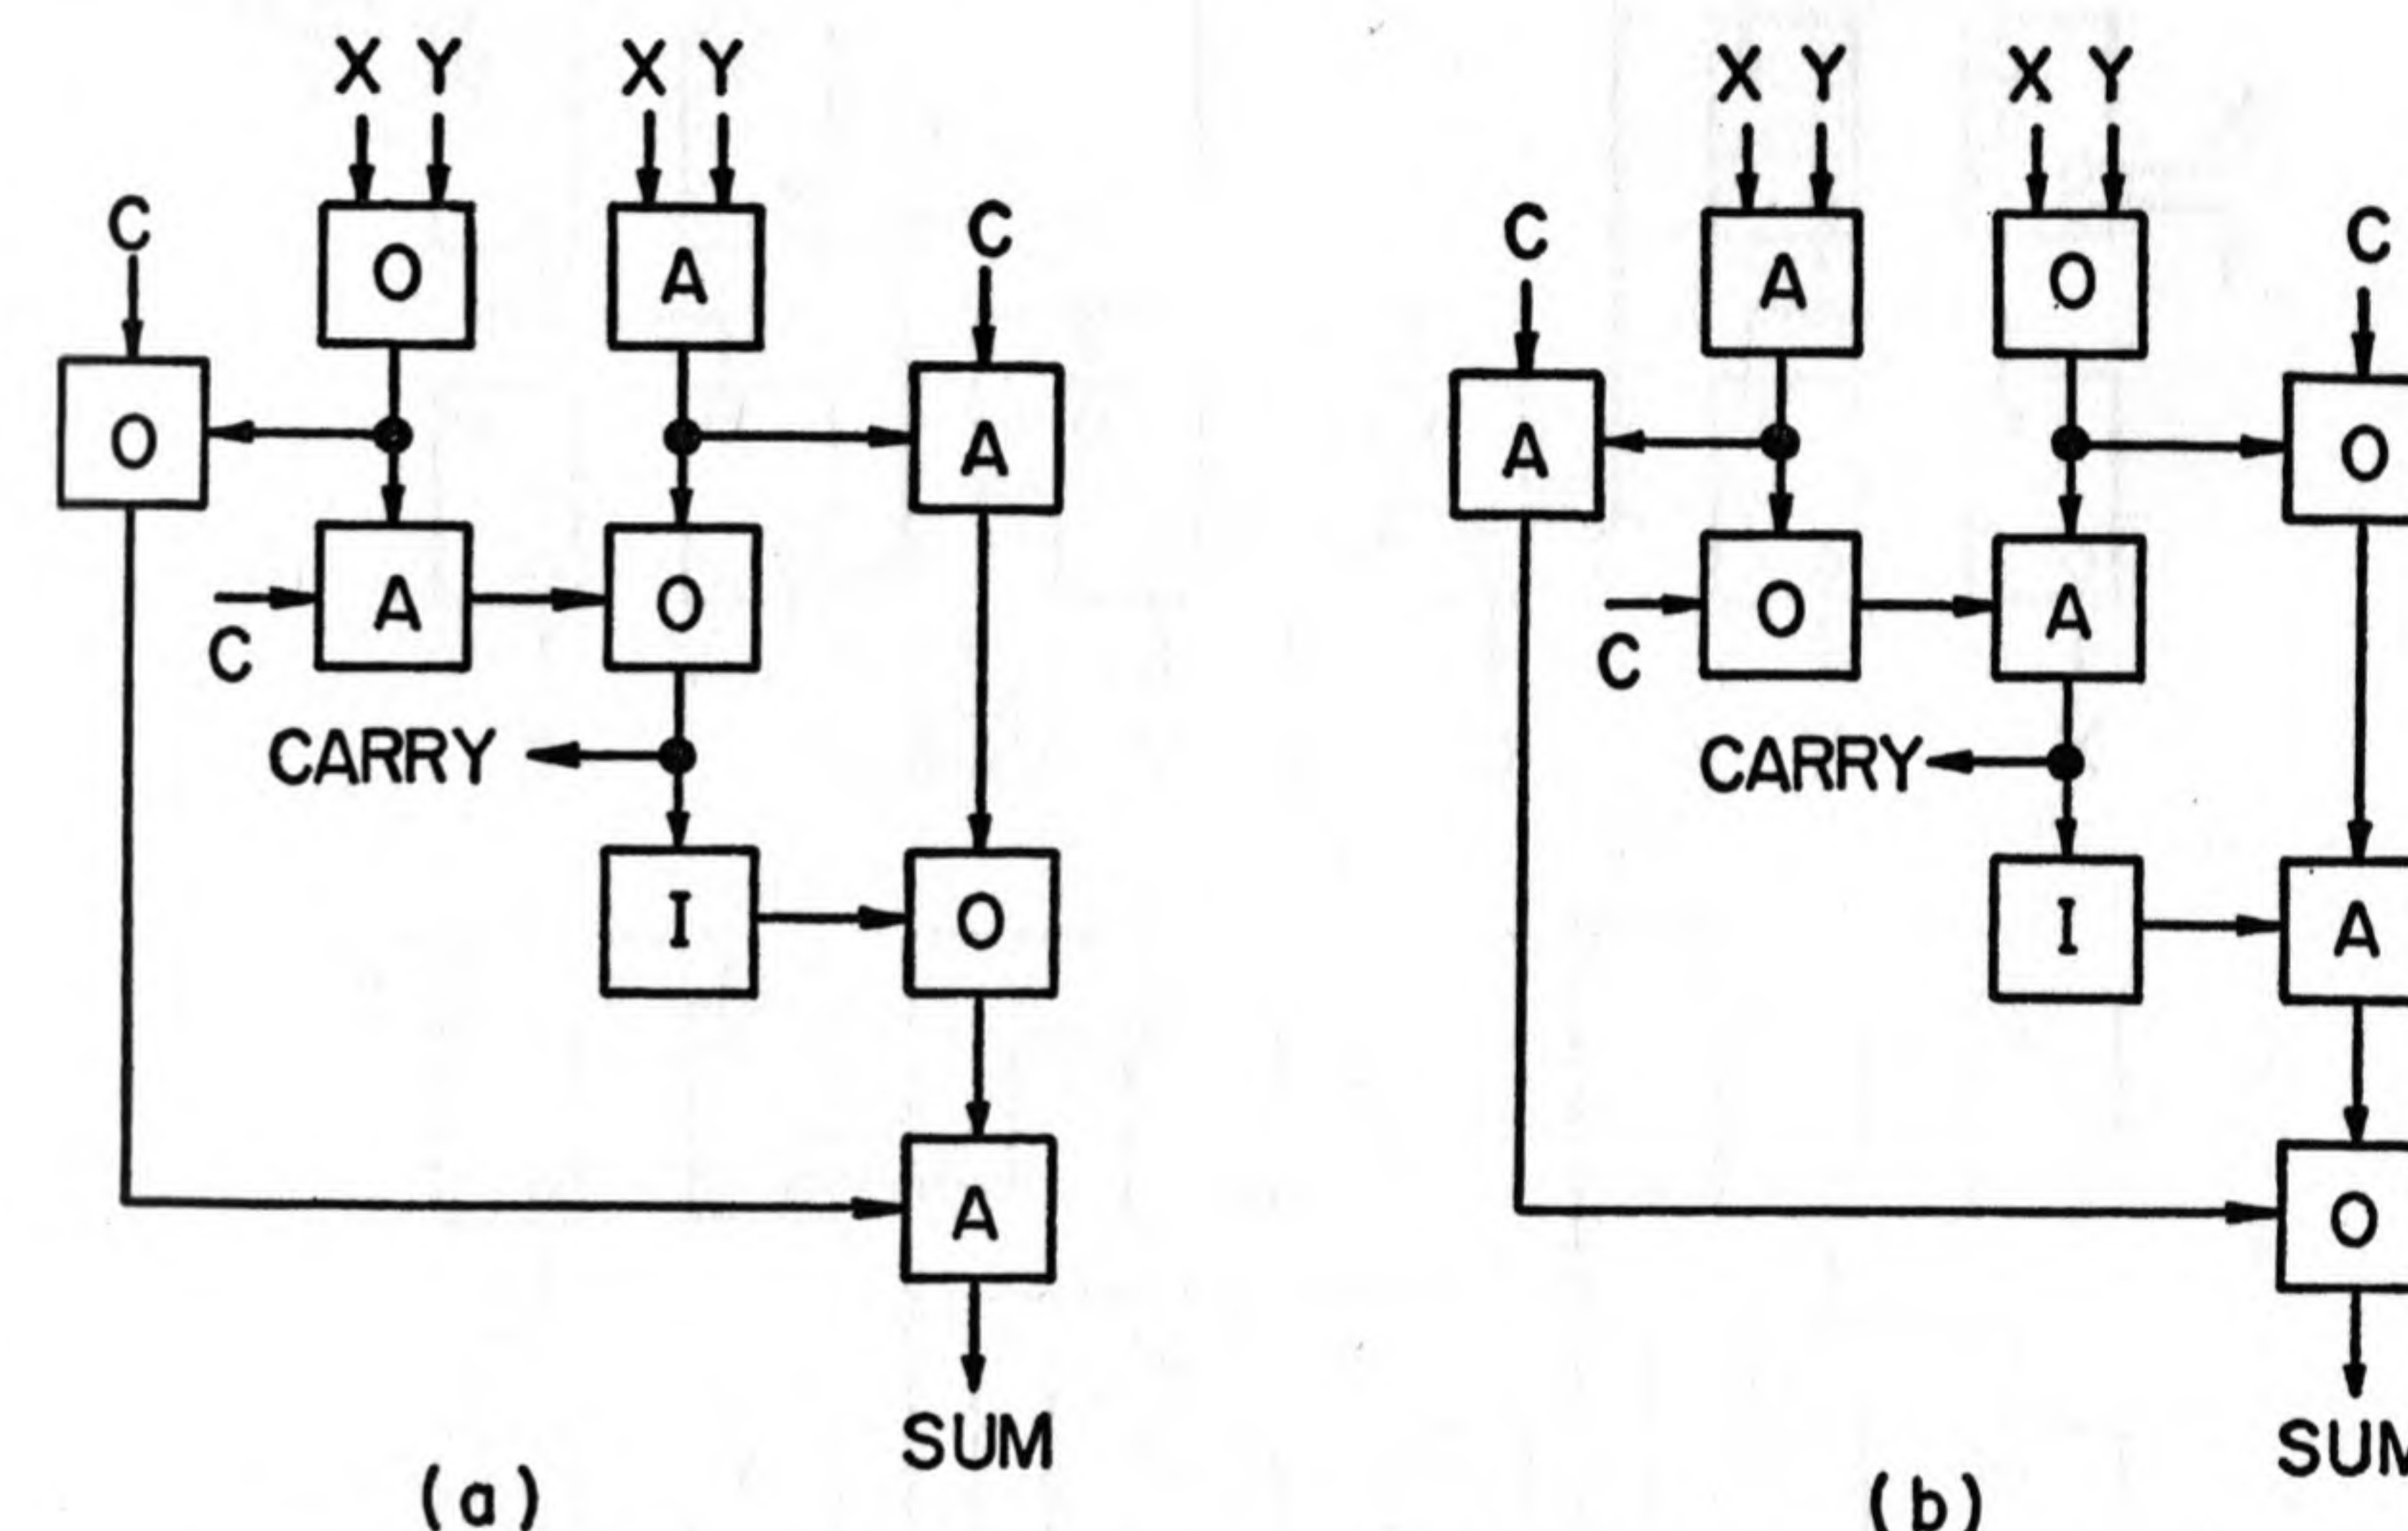 X Y X Y
C O A C
O A
A O
C
CARRY
I O
A
SUM
(a)
X Y X Y
C A O C
A O
O A
C
CARRY
I A
O
SUM
(b)